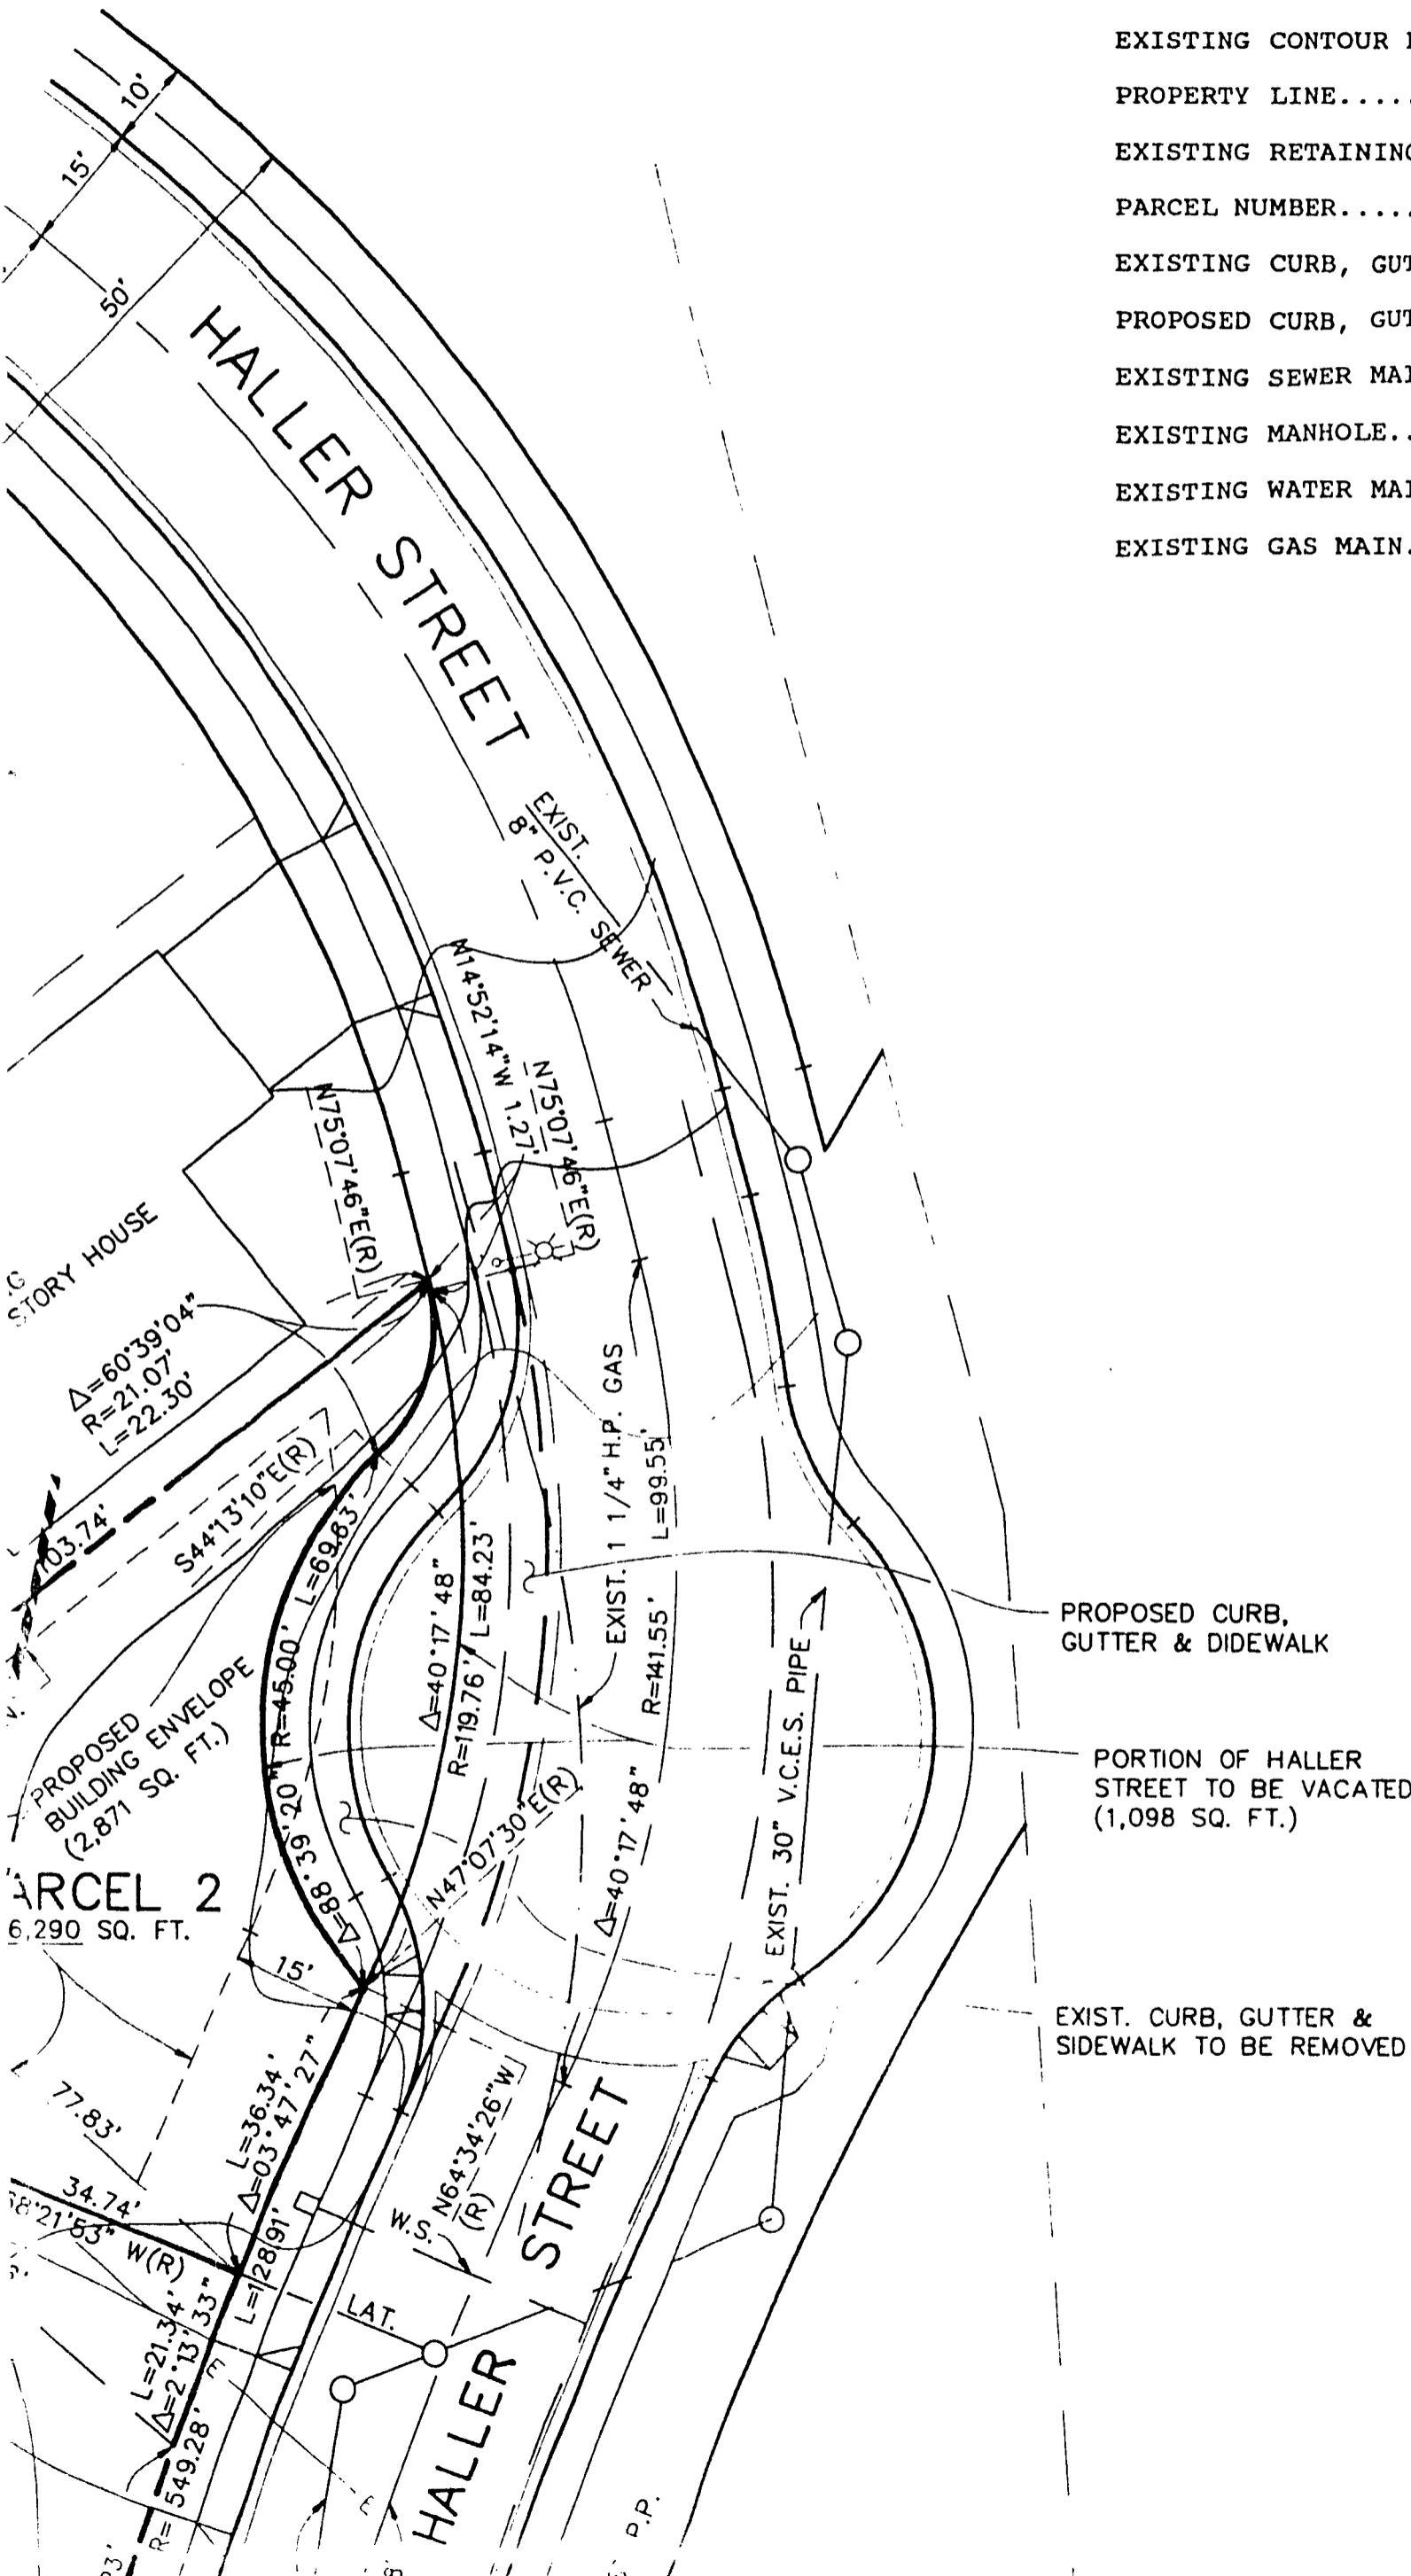 EXISTING CONTOUR
PROPERTY LINE.....
EXISTING RETAINING
PARCEL NUMBER.....
EXISTING CURB, GUT
PROPOSED CURB, GUT
EXISTING SEWER MAI
EXISTING MANHOLE..
EXISTING WATER MAI
EXISTING GAS MAIN.
10'
15'
50'
HALLER STREET
EXIST.
8" P.V.C. SEWER
N14°52'14"W 1.27'
N75°07'46"E(R)
N75°07'46"E(R)
STORY HOUSE
Δ=60°39'04"
R=21.07'
L=22.30'
S44°13'10"E(R)
103.74'
L=69.63'
R=45.00'
Δ=88°39'20"
EXIST. 1 1/4" H.P. GAS
L=99.55'
R=141.55'
Δ=40°17'48"
L=84.23'
R=119.76'
Δ=40°17'48"
EXIST. 30" V.C.E.S. PIPE
PROPOSED CURB,
GUTTER & DIDEWALK
PORTION OF HALLER
STREET TO BE VACATED
(1,098 SQ. FT.)
PROPOSED
BUILDING ENVELOPE
(2,871 SQ. FT.)
ARCEL 2
6,290 SQ. FT.
N47°07'30"E(R)
15'
EXIST. CURB, GUTTER &
SIDEWALK TO BE REMOVED
L=36.34'
Δ=03°47'27"
77.83'
34.74'
58°21'53" W(R)
L=128.91'
N64°34'26"W
(R)
W.S.
LAT.
L=21.34'
Δ=2°13'33"
R=549.28'
E
E
HALLER STREET
P.P.